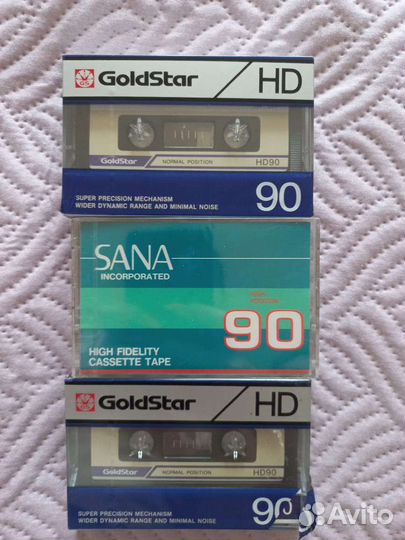 GoldStar HD
GoldStar NORMAL POSITION HD90
SUPER PRECISION MECHANISM
WIDER DYNAMIC RANGE AND MINIMAL NOISE 90
SANA
INCORPORATED
90
HIGH FIDELITY
CASSETTE TAPE
GoldStar HD
GoldStar NORMAL POSITION HD90
SUPER PRECISION MECHANISM
WIDER DYNAMIC RANGE AND MINIMAL NOISE 90
Avito